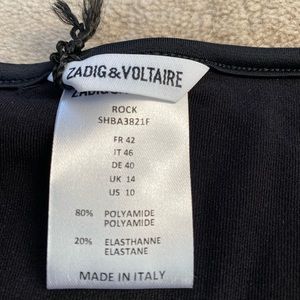 ZADIG&VOLTAIRE
ROCK
SHBA3821F
FR 42
IT 46
DE 40
UK 14
US 10
80% POLYAMIDE
POLYAMIDE
20% ELASTHANNE
ELASTANE
MADE IN ITALY